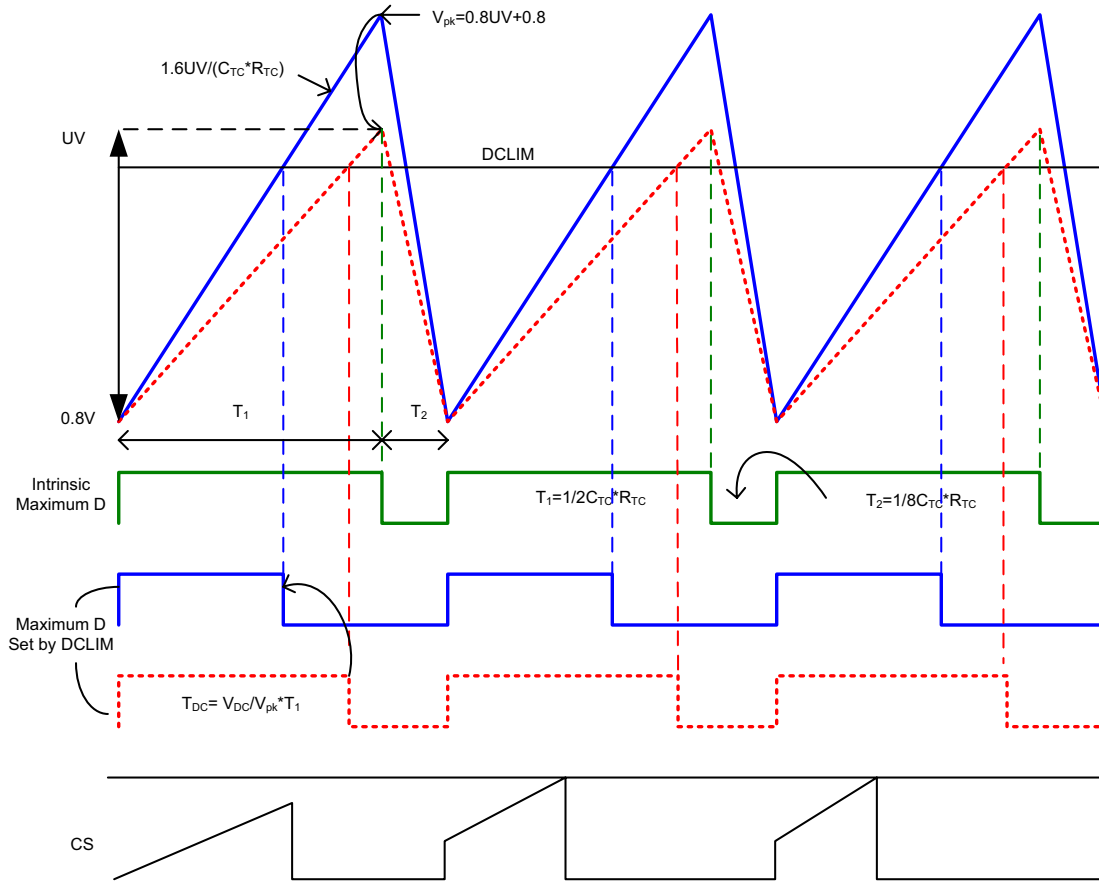 V_pk=0.8UV+0.8
1.6UV/(C_TC*R_TC)
UV
DCLIM
0.8V
T_1
T_2
Intrinsic
Maximum D
T_1=1/2C_TC*R_TC
T_2=1/8C_TC*R_TC
Maximum D
Set by DCLIM
T_DC= V_DC/V_pk*T_1
CS